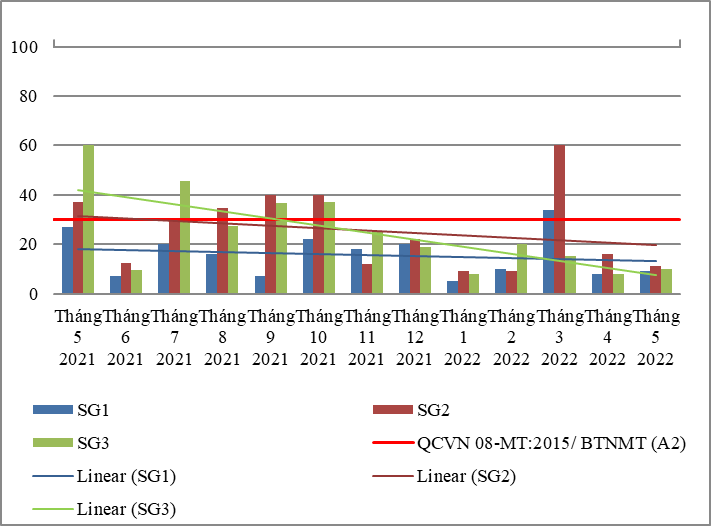 100
80
60
40
20
0
Tháng Tháng Tháng Tháng Tháng Tháng Tháng Tháng Tháng Tháng Tháng Tháng Tháng
5 6 7 8 9 10 11 12 1 2 3 4 5
2021 2021 2021 2021 2021 2021 2021 2021 2022 2022 2022 2022 2022
SG1 SG2
SG3 QCVN 08-MT:2015/ BTNMT (A2)
Linear (SG1) Linear (SG2)
Linear (SG3)